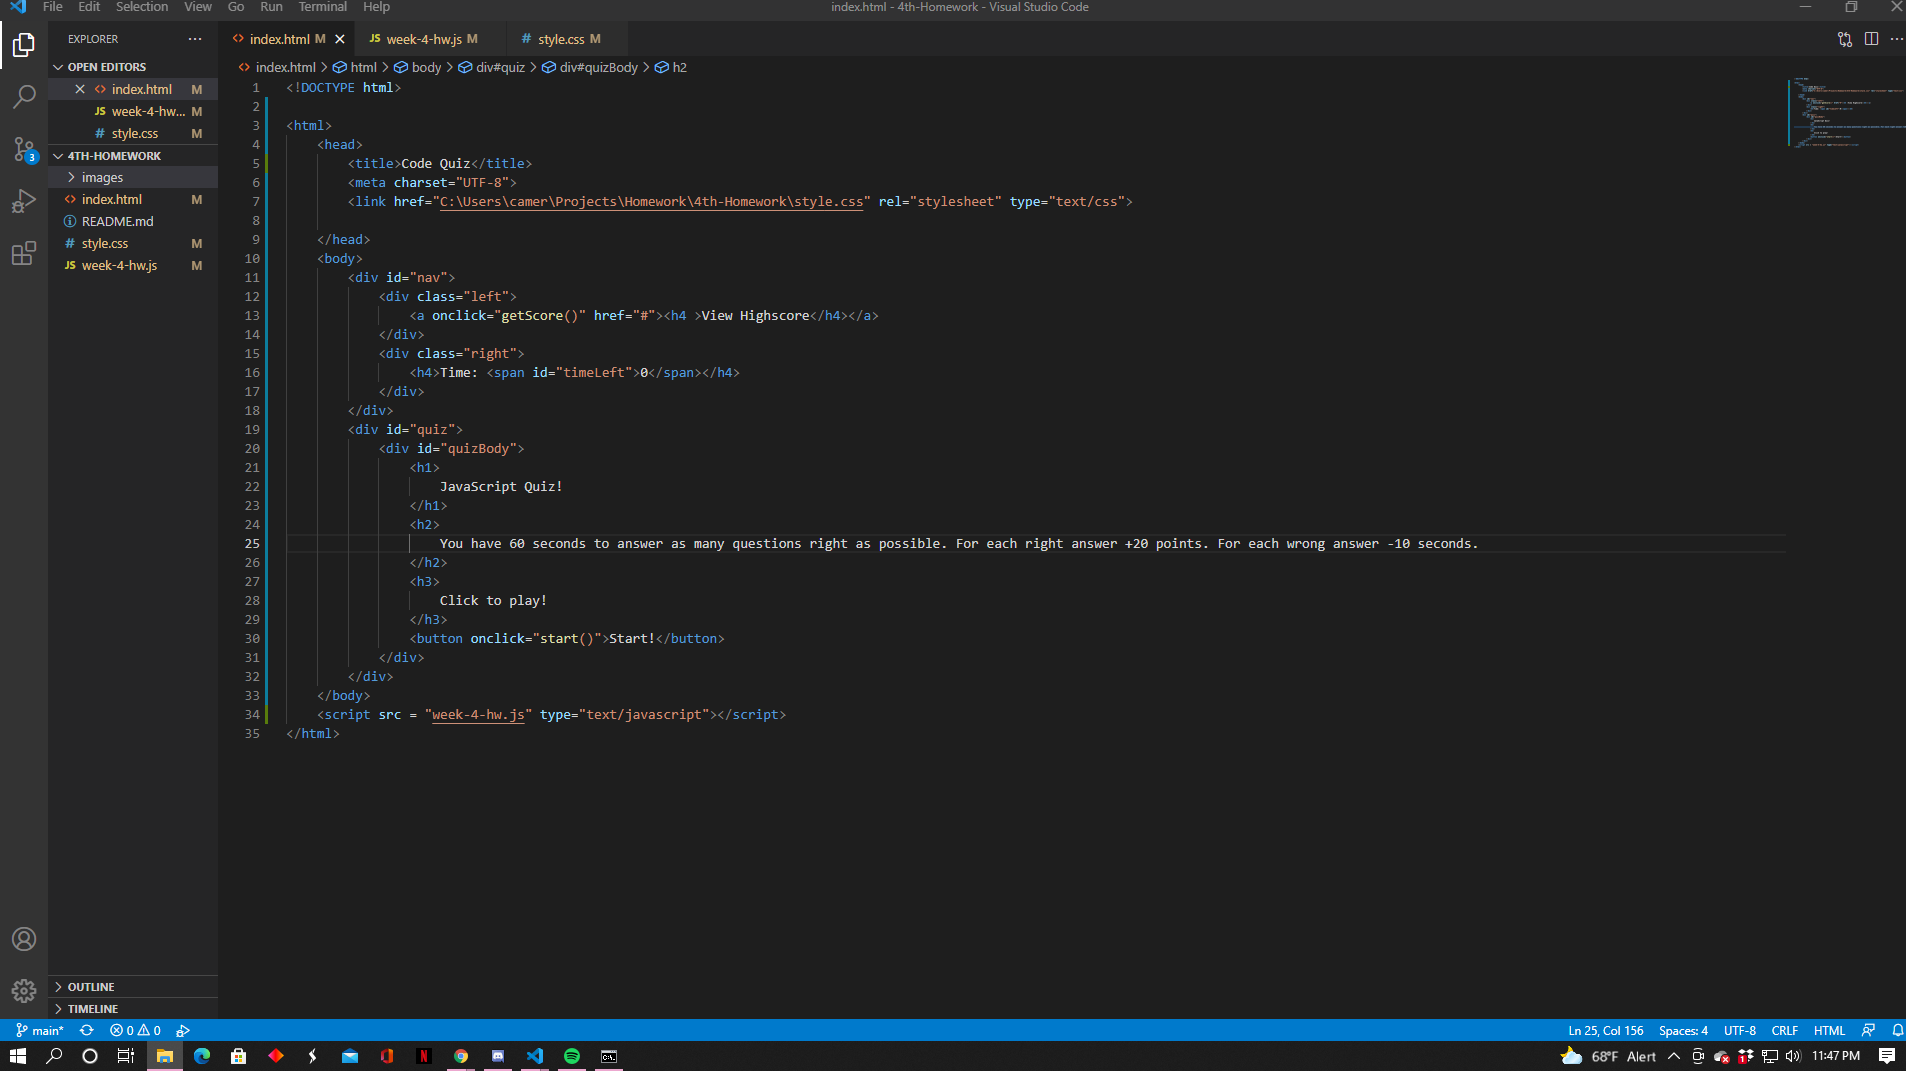 File Edit Selection View Go Run Terminal Help
index.html - 4th-Homework - Visual Studio Code
EXPLORER
OPEN EDITORS
index.html M
JS week-4-hw... M
# style.css M
4TH-HOMEWORK
images
index.html M
README.md
# style.css M
JS week-4-hw.js M
OUTLINE
TIMELINE
index.html M
JS week-4-hw.js M
# style.css M
index.html > html > body > div#quiz > div#quizBody > h2
1 <!DOCTYPE html>
2
3 <html>
4 <head>
5 <title>Code Quiz</title>
6 <meta charset="UTF-8">
7 <link href="C:\Users\camer\Projects\Homework\4th-Homework\style.css" rel="stylesheet" type="text/css">
8
9 </head>
10 <body>
11 <div id="nav">
12 <div class="left">
13 <a onclick="getScore()" href="#"><h4 >View Highscore</h4></a>
14 </div>
15 <div class="right">
16 <h4>Time: <span id="timeLeft">0</span></h4>
17 </div>
18 </div>
19 <div id="quiz">
20 <div id="quizBody">
21 <h1>
22 JavaScript Quiz!
23 </h1>
24 <h2>
25 You have 60 seconds to answer as many questions right as possible. For each right answer +20 points. For each wrong answer -10 seconds.
26 </h2>
27 <h3>
28 Click to play!
29 </h3>
30 <button onclick="start()">Start!</button>
31 </div>
32 </div>
33 </body>
34 <script src = "week-4-hw.js" type="text/javascript"></script>
35 </html>
3
main* 0 0
Ln 25, Col 156 Spaces: 4 UTF-8 CRLF HTML
68°F Alert 11:47 PM